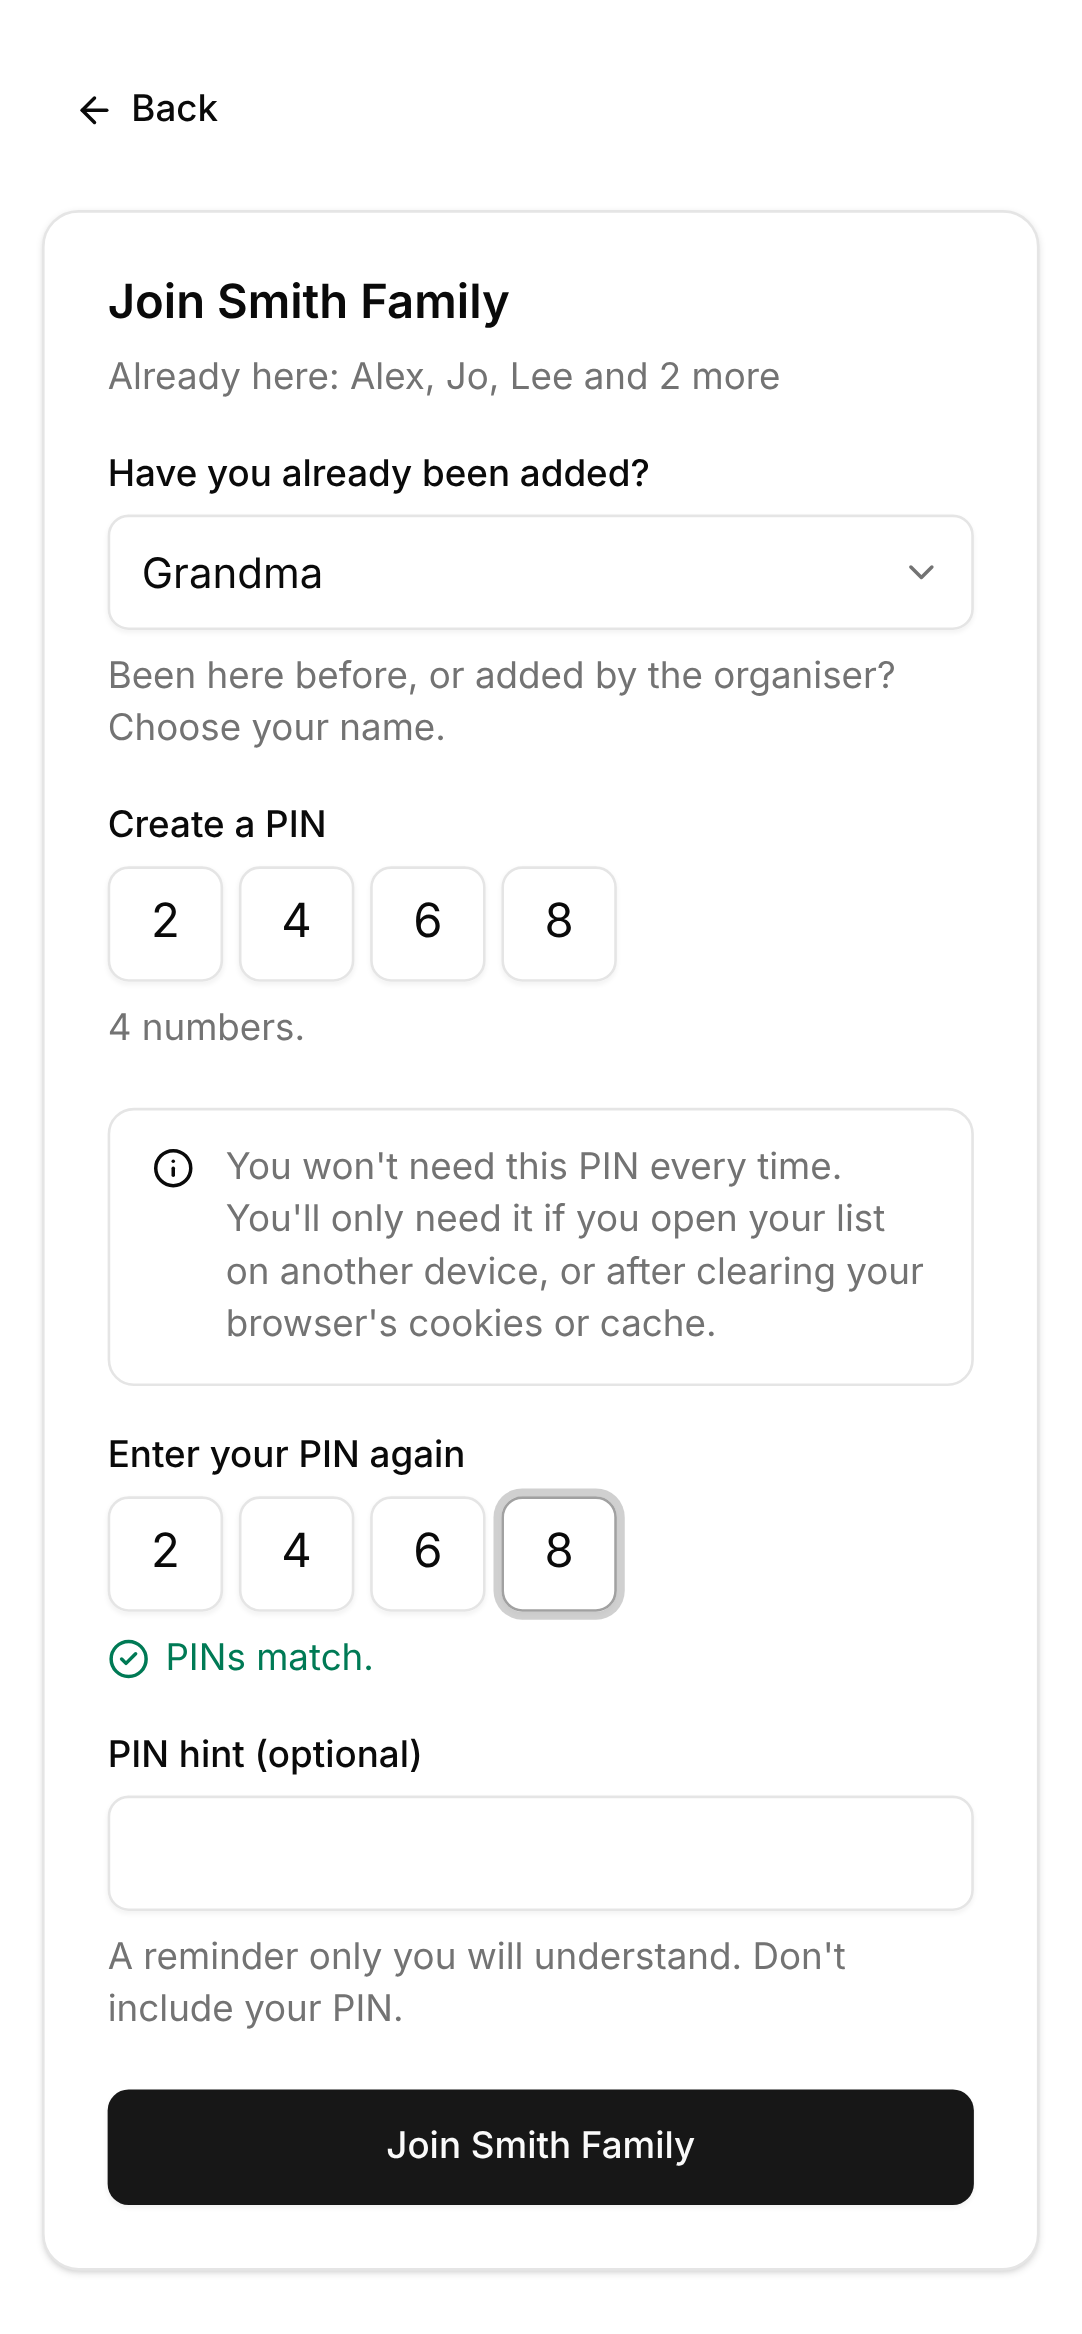 Back
Join Smith Family
Already here: Alex, Jo, Lee and 2 more
Have you already been added?
Grandma
Been here before, or added by the organiser?
Choose your name.
Create a PIN
2 4 6 8
4 numbers.
You won't need this PIN every time.
You'll only need it if you open your list
on another device, or after clearing your
browser's cookies or cache.
Enter your PIN again
2 4 6 8
PINs match.
PIN hint (optional)
A reminder only you will understand. Don't
include your PIN.
Join Smith Family